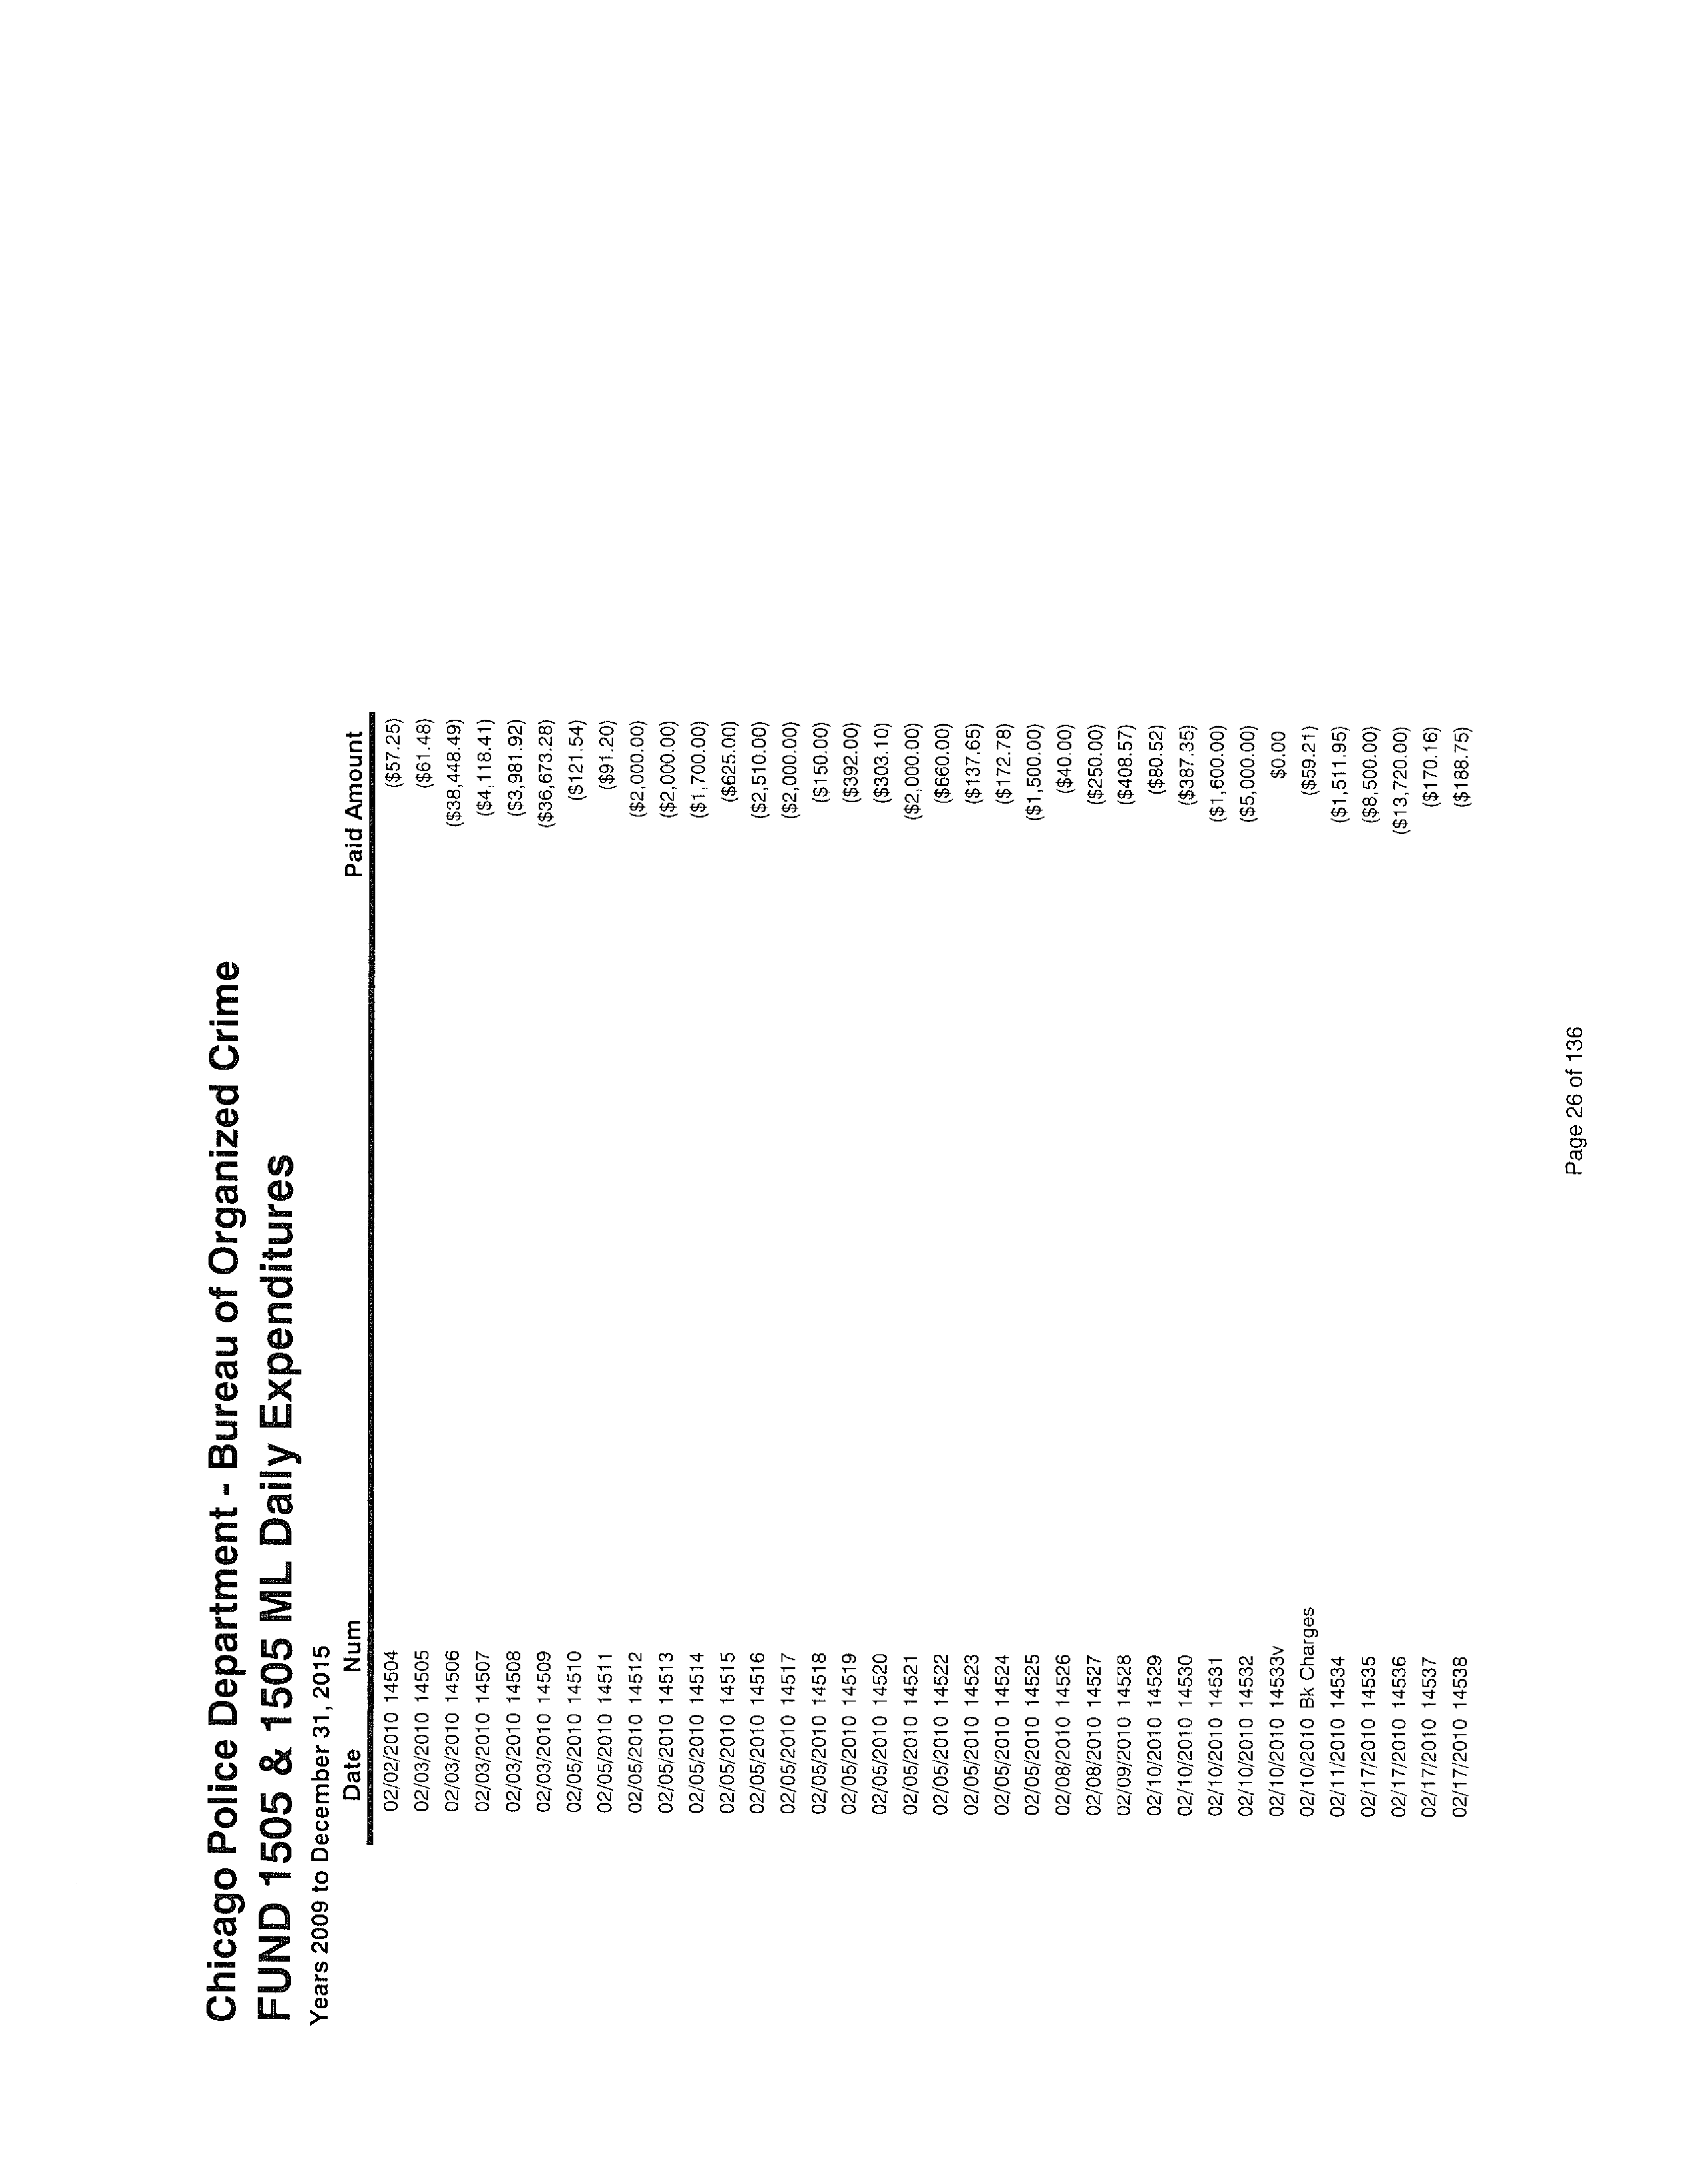 Chicago Police Department - Bureau of Organized Crime
FUND 1505 & 1505 ML Daily Expenditures
Years 2009 to December 31, 2015
Date Num Paid Amount
02/02/2010 14504 ($57.25)
02/03/2010 14505 ($61.48)
02/03/2010 14506 ($38,448.49)
02/03/2010 14507 ($4,118.41)
02/03/2010 14508 ($3,981.92)
02/03/2010 14509 ($36,673.28)
02/05/2010 14510 ($121.54)
02/05/2010 14511 ($91.20)
02/05/2010 14512 ($2,000.00)
02/05/2010 14513 ($2,000.00)
02/05/2010 14514 ($1,700.00)
02/05/2010 14515 ($625.00)
02/05/2010 14516 ($2,510.00)
02/05/2010 14517 ($2,000.00)
02/05/2010 14518 ($150.00)
02/05/2010 14519 ($392.00)
02/05/2010 14520 ($303.10)
02/05/2010 14521 ($2,000.00)
02/05/2010 14522 ($660.00)
02/05/2010 14523 ($137.65)
02/05/2010 14524 ($172.78)
02/05/2010 14525 ($1,500.00)
02/08/2010 14526 ($40.00)
02/08/2010 14527 ($250.00)
02/09/2010 14528 ($408.57)
02/10/2010 14529 ($80.52)
02/10/2010 14530 ($387.35)
02/10/2010 14531 ($1,600.00)
02/10/2010 14532 ($5,000.00)
02/10/2010 14533v $0.00
02/10/2010 Bk Charges ($59.21)
02/11/2010 14534 ($1,511.95)
02/17/2010 14535 ($8,500.00)
02/17/2010 14536 ($13,720.00)
02/17/2010 14537 ($170.16)
02/17/2010 14538 ($188.75)
Page 26 of 136